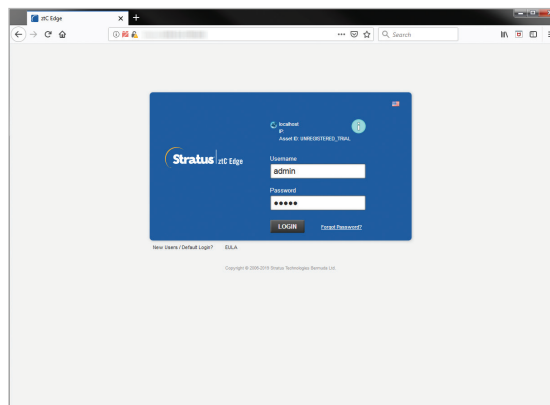 ztC Edge
Search
localhost
IP:
Asset ID: UNREGISTERED_TRIAL
Stratus ztC Edge
Username
admin
Password
LOGIN Forgot Password?
New Users / Default Login? EULA
Copyright © 2008-2019 Stratus Technologies Bermuda Ltd.